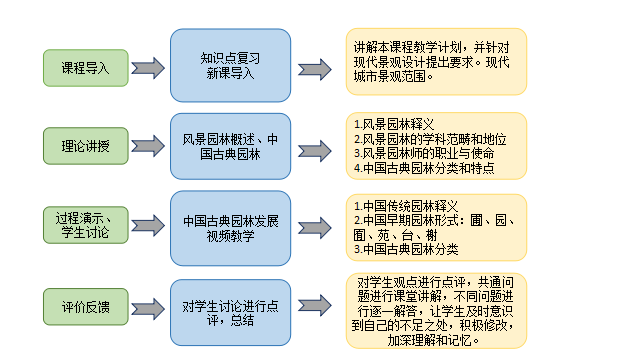 课程导入
知识点复习
新课导入
讲解本课程教学计划，并针对
现代景观设计提出要求。现代
城市景观范围。
理论讲授
风景园林概述、中
国古典园林
1.风景园林释义
2.风景园林的学科范畴和地位
3.风景园林师的职业与使命
4.中国古典园林分类和特点
过程演示、
学生讨论
中国古典园林发展
视频教学
1.中国传统园林释义
2.中国早期园林形式：圃、园、
囿、苑、台、榭
3.中国古典园林分类
评价反馈
对学生讨论进行点
评，总结
对学生观点进行点评，共通问
题进行课堂讲解，不同问题进
行逐一解答，让学生及时意识
到自己的不足之处，积极修改，
加深理解和记忆。